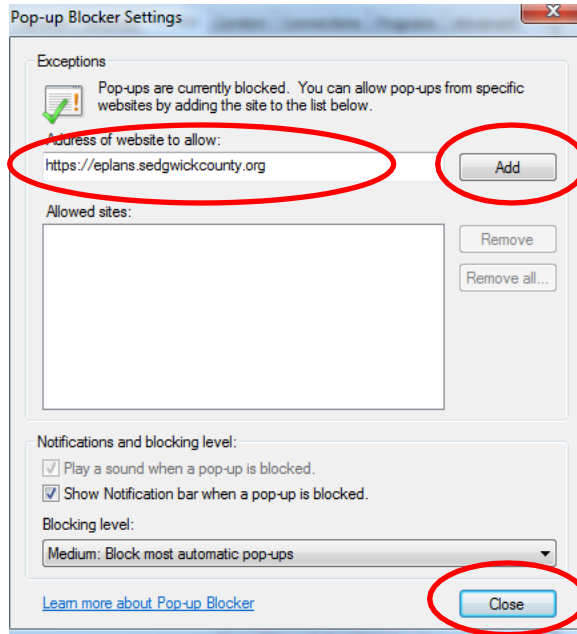 Pop-up Blocker Settings
Exceptions
Pop-ups are currently blocked. You can allow pop-ups from specific
websites by adding the site to the list below.
Address of website to allow:
https://eplans.sedgwickcounty.org
Add
Allowed sites:
Remove
Remove all...
Notifications and blocking level:
Play a sound when a pop-up is blocked.
Show Notification bar when a pop-up is blocked.
Blocking level:
Medium: Block most automatic pop-ups
Learn more about Pop-up Blocker
Close